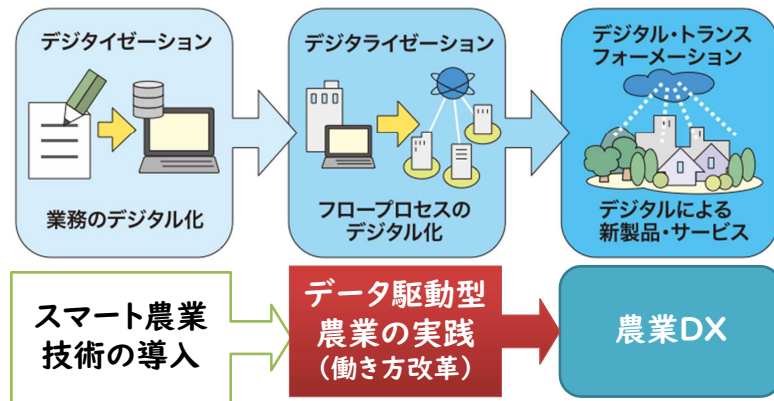 デジタイゼーション
業務のデジタル化
デジタライゼーション
フロープロセスの
デジタル化
デジタル・トランス
フォーメーション
デジタルによる
新製品・サービス
スマート農業
技術の導入
データ駆動型
農業の実践
（働き方改革）
農業DX